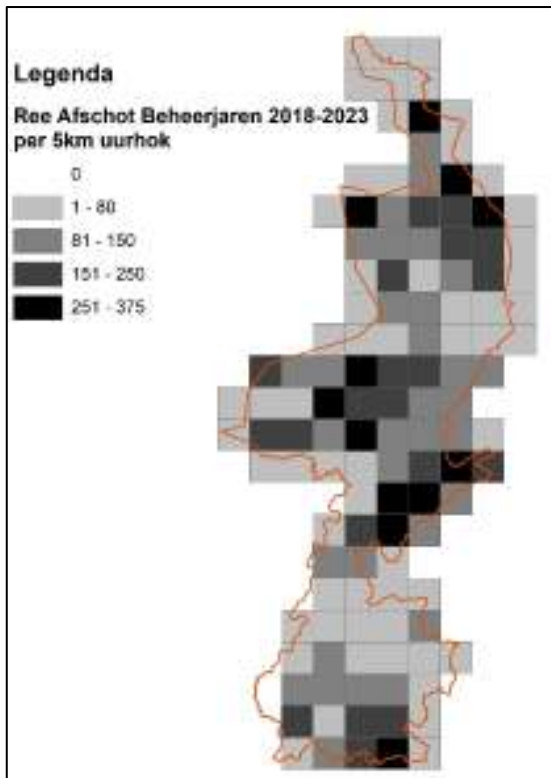 Legenda
Ree Afschot Beheerjaren 2018-2023
per 5km uurhok
0
1 - 80
81 - 150
151 - 250
251 - 375